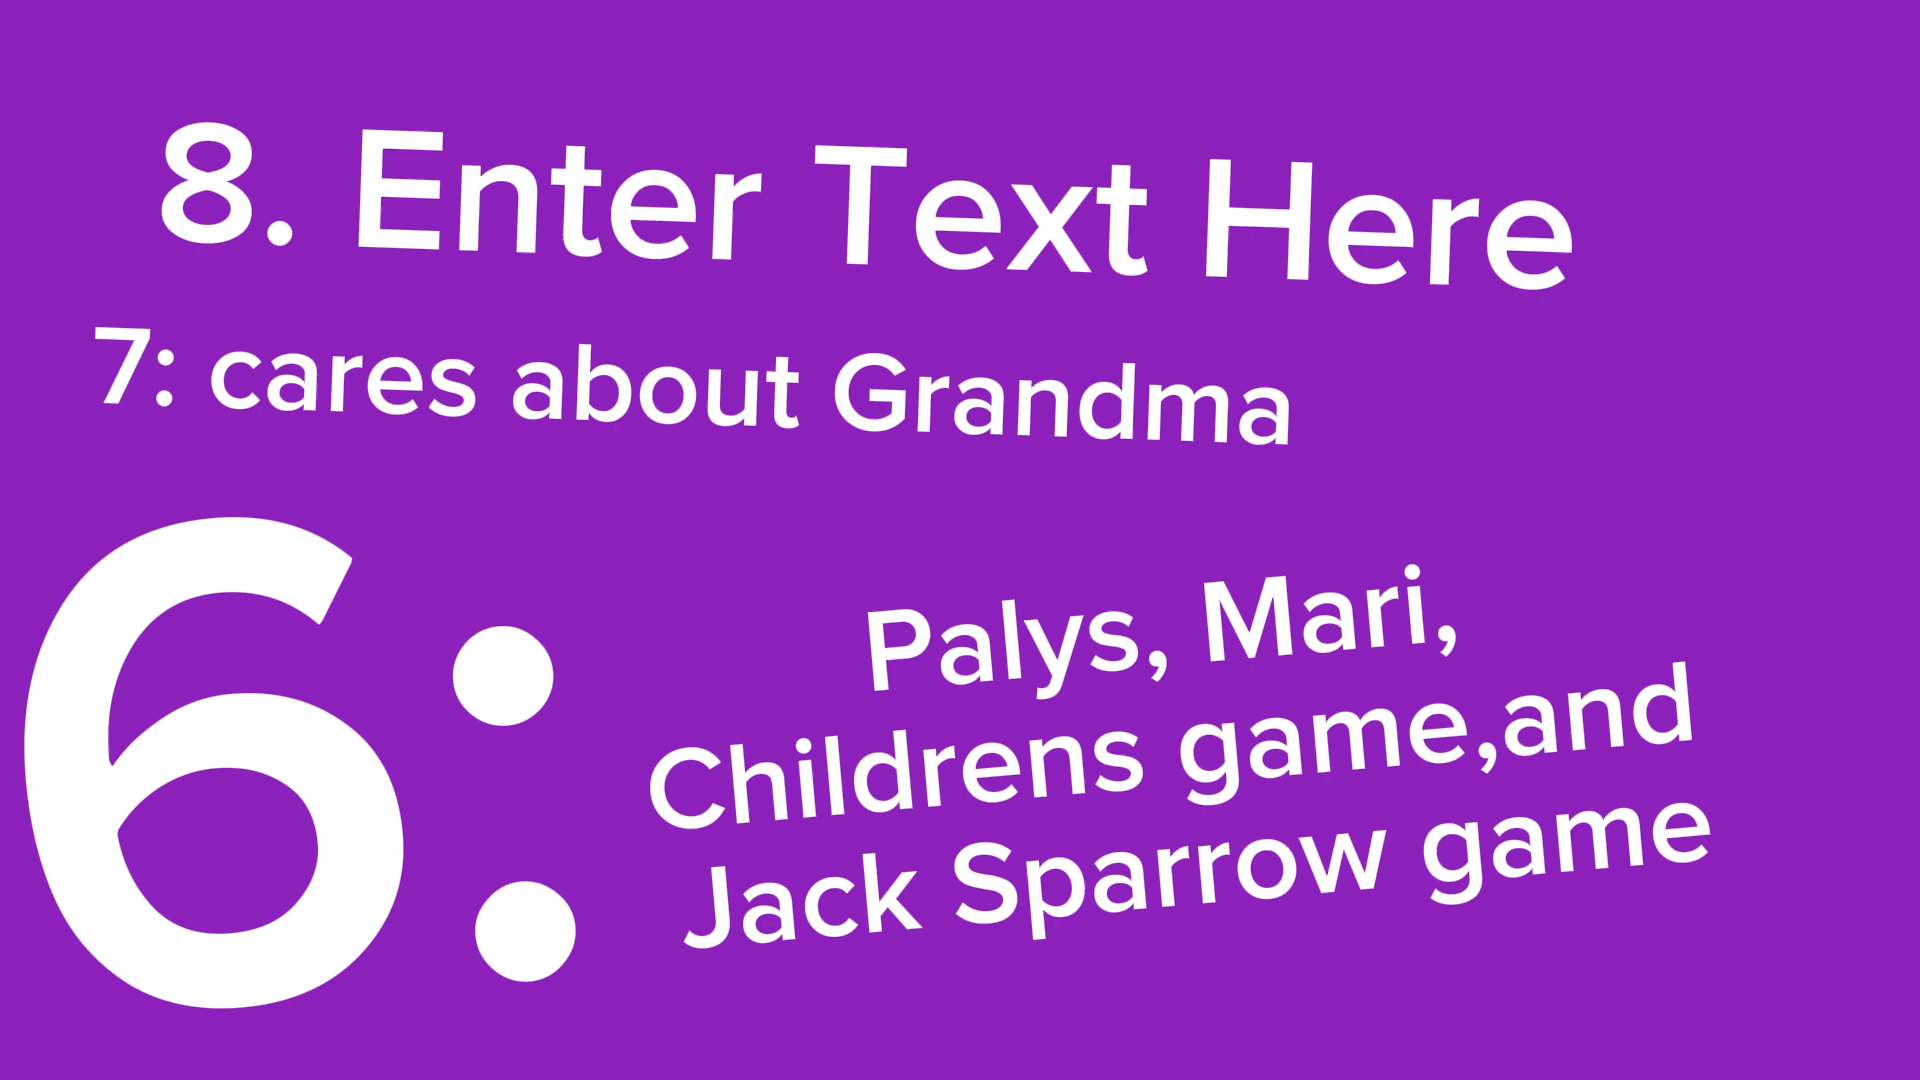 8. Enter Text Here
7: cares about Grandma
6:
Palys, Mari,
Childrens game,and
Jack Sparrow game